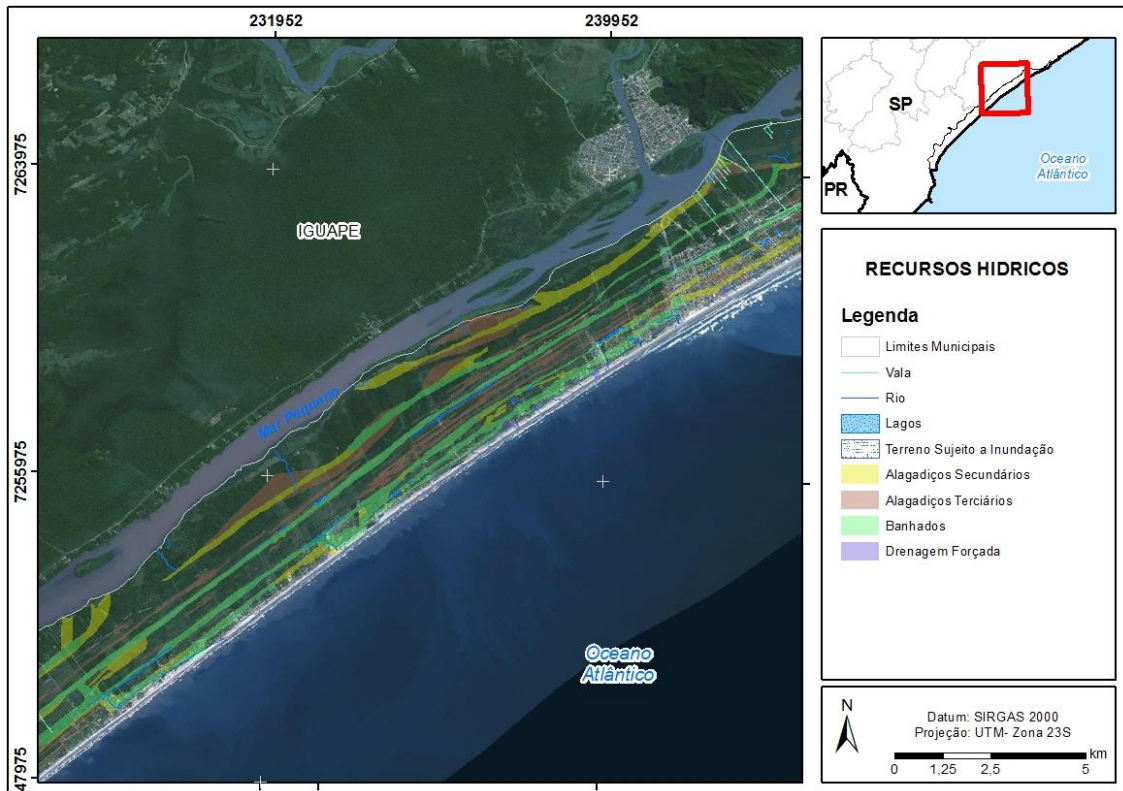 231952
239952
7263975
7255975
47975
IGUAPE
Mar Pequeno
Oceano
Atlântico
SP
PR
Oceano
Atlântico
RECURSOS HIDRICOS
Legenda
Limites Municipais
Vala
Rio
Lagos
Terreno Sujeito a Inundação
Alagadiços Secundários
Alagadiços Terciários
Banhados
Drenagem Forçada
N
Datum: SIRGAS 2000
Projeção: UTM- Zona 23S
km
0 1,25 2,5 5